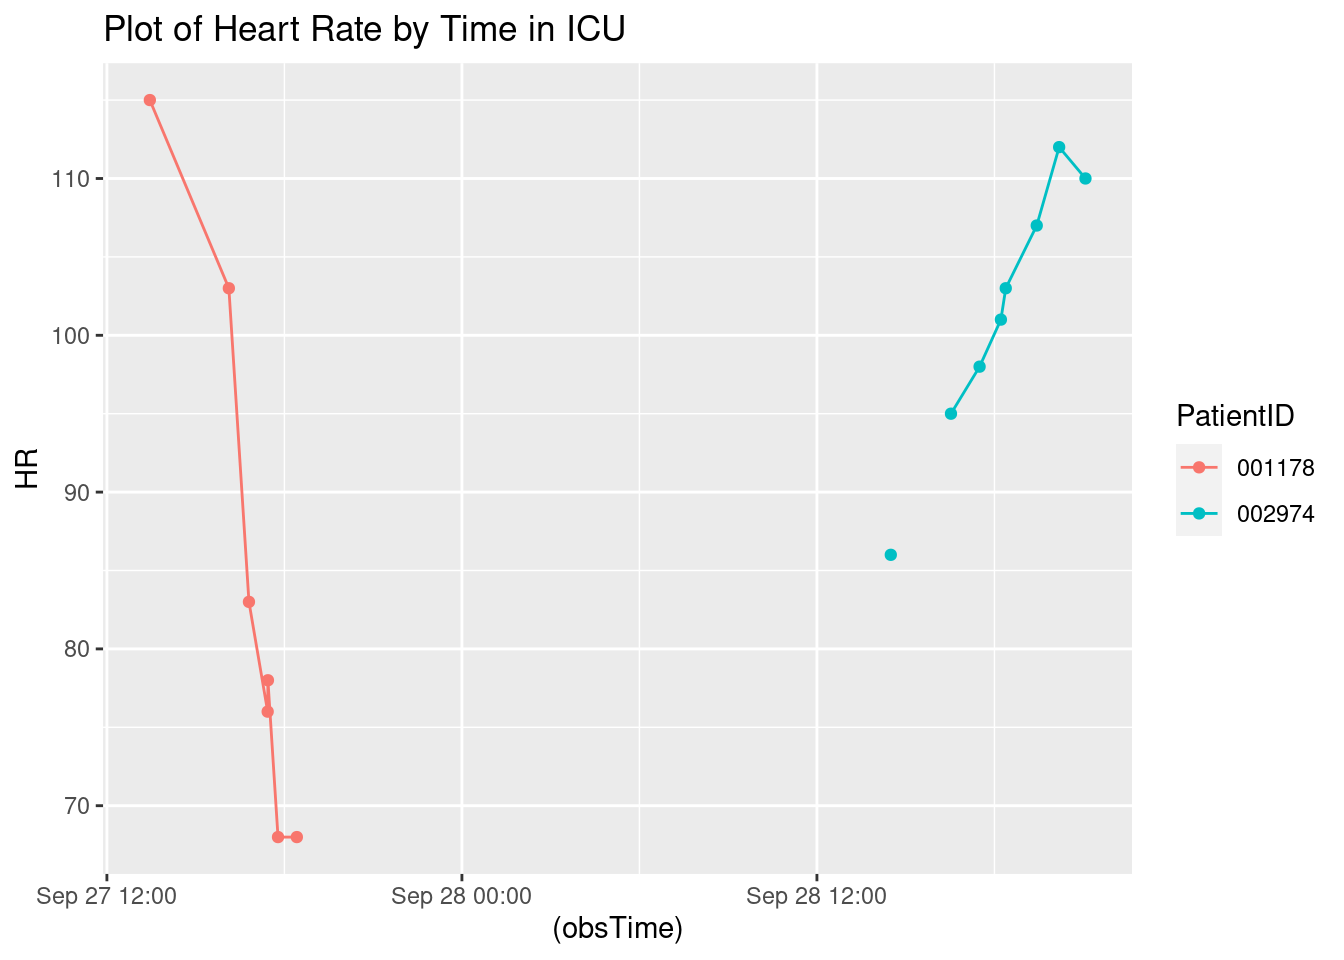 Plot of Heart Rate by Time in ICU
110
100
90
80
70
HR
Sep 27 12:00
Sep 28 00:00
Sep 28 12:00
(obsTime)
PatientID
001178
002974